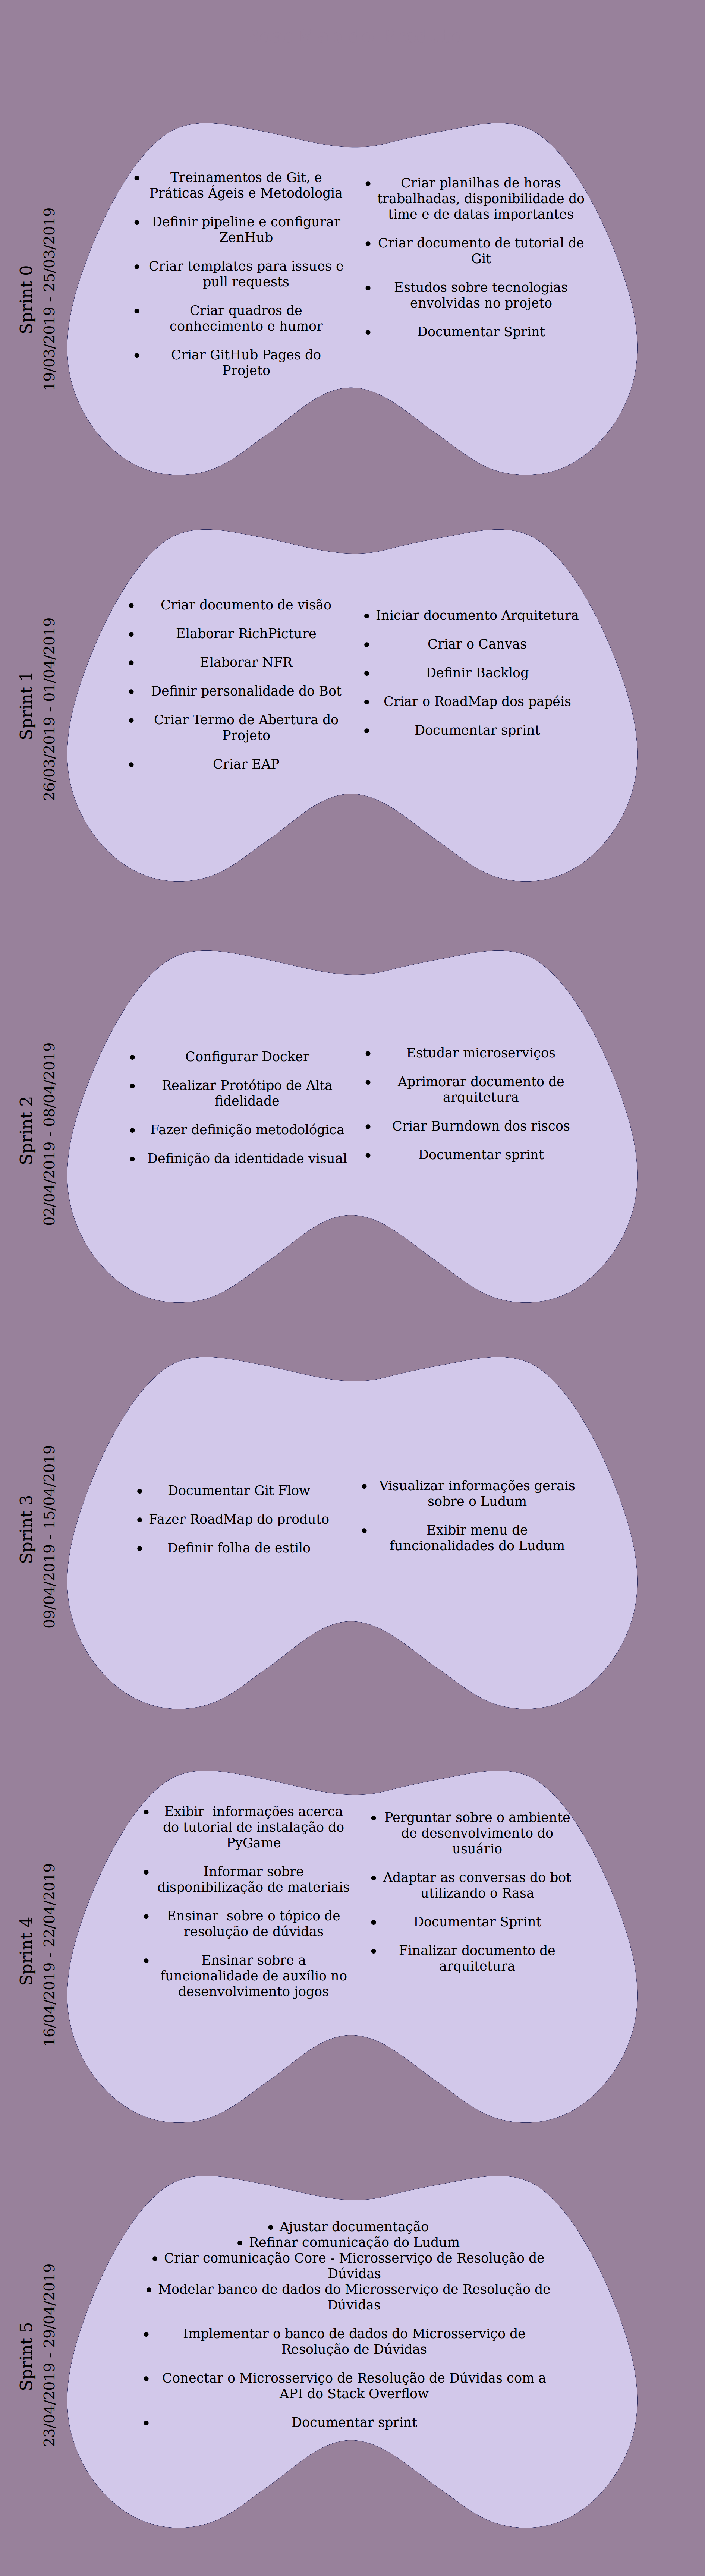 Sprint 0
19/03/2019 - 25/03/2019
• Treinamentos de Git, e
Práticas Ágeis e Metodologia
• Definir pipeline e configurar
ZenHub
• Criar templates para issues e
pull requests
• Criar quadros de
conhecimento e humor
• Criar GitHub Pages do
Projeto
• Criar planilhas de horas
trabalhadas, disponibilidade do
time e de datas importantes
• Criar documento de tutorial de
Git
• Estudos sobre tecnologias
envolvidas no projeto
• Documentar Sprint
Sprint 1
26/03/2019 - 01/04/2019
• Criar documento de visão
• Elaborar RichPicture
• Elaborar NFR
• Definir personalidade do Bot
• Criar Termo de Abertura do
Projeto
• Criar EAP
• Iniciar documento Arquitetura
• Criar o Canvas
• Definir Backlog
• Criar o RoadMap dos papéis
• Documentar sprint
Sprint 2
02/04/2019 - 08/04/2019
• Configurar Docker
• Realizar Protótipo de Alta
fidelidade
• Fazer definição metodológica
• Definição da identidade visual
• Estudar microserviços
• Aprimorar documento de
arquitetura
• Criar Burndown dos riscos
• Documentar sprint
Sprint 3
09/04/2019 - 15/04/2019
• Documentar Git Flow
• Fazer RoadMap do produto
• Definir folha de estilo
• Visualizar informações gerais
sobre o Ludum
• Exibir menu de
funcionalidades do Ludum
Sprint 4
16/04/2019 - 22/04/2019
• Exibir informações acerca
do tutorial de instalação do
PyGame
• Informar sobre
disponibilização de materiais
• Ensinar sobre o tópico de
resolução de dúvidas
• Ensinar sobre a
funcionalidade de auxílio no
desenvolvimento jogos
• Perguntar sobre o ambiente
de desenvolvimento do
usuário
• Adaptar as conversas do bot
utilizando o Rasa
• Documentar Sprint
• Finalizar documento de
arquitetura
Sprint 5
23/04/2019 - 29/04/2019
• Ajustar documentação
• Refinar comunicação do Ludum
• Criar comunicação Core - Microsserviço de Resolução de
Dúvidas
• Modelar banco de dados do Microsserviço de Resolução de
Dúvidas
• Implementar o banco de dados do Microsserviço de
Resolução de Dúvidas
• Conectar o Microsserviço de Resolução de Dúvidas com a
API do Stack Overflow
• Documentar sprint